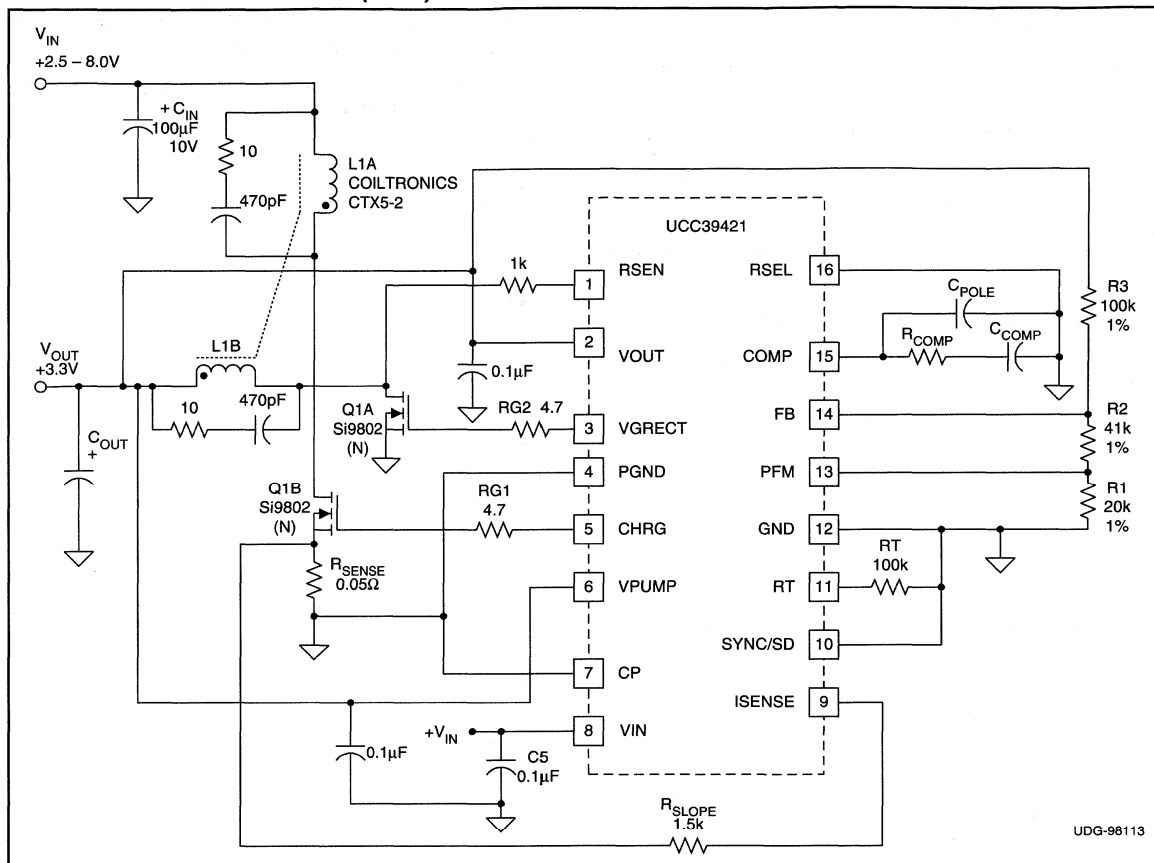 V_IN
+2.5 – 8.0V
+ C_IN
100μF
10V
10
470pF
L1A
COILTRONICS
CTX5-2
UCC39421
1k
1
RSEN
RSEL
16
C_POLE
R3
100k
1%
V_OUT
+3.3V
L1B
2
VOUT
R_COMP
C_COMP
COMP
15
0.1μF
10
470pF
Q1A
Si9802
(N)
RG2 4.7
3
VGRECT
FB
14
R2
41k
1%
C_OUT
+
4
PGND
PFM
13
Q1B
Si9802
(N)
RG1
4.7
5
CHRG
GND
12
R1
20k
1%
R_SENSE
0.05Ω
6
VPUMP
RT
11
RT
100k
SYNC/SD
10
7
CP
ISENSE
9
+V_IN
8
VIN
0.1μF
C5
0.1μF
R_SLOPE
1.5k
UDG-98113